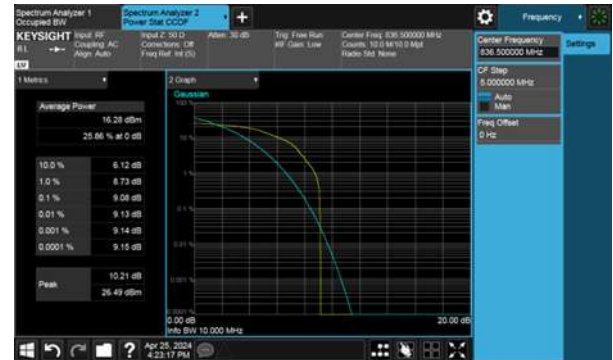 Spectrum Analyzer 1
Occupied BW
Spectrum Analyzer 2
Power Stat CCDF
+
Frequency
KEYSIGHT
Input: RF
Coupling: AC
Align: Auto
Input Z: 50 Ω
Corrections: Off
Freq Ref: Int (S)
Atten: 30 dB
Trig: Free Run
IF Gain: Low
Center Freq: 836.500000 MHz
Counts: 10.0 M/10.0 Mpt
Radio Std: None
LXI
Center Frequency
836.500000 MHz
Settings
CF Step
5.000000 MHz
Auto
Man
Freq Offset
0 Hz
1 Metrics
2 Graph
Average Power
16.28 dBm
25.86 % at 0 dB
10.0 % 6.12 dB
1.0 % 8.73 dB
0.1 % 9.08 dB
0.01 % 9.13 dB
0.001 % 9.14 dB
0.0001 % 9.15 dB
Peak
10.21 dB
26.49 dBm
Gaussian
100 %
10 %
1 %
0.1 %
0.01 %
0.001 %
0.0001 %
0.00 dB
20.00 dB
Info BW 10.000 MHz
?
Apr 25, 2024
4:23:17 PM